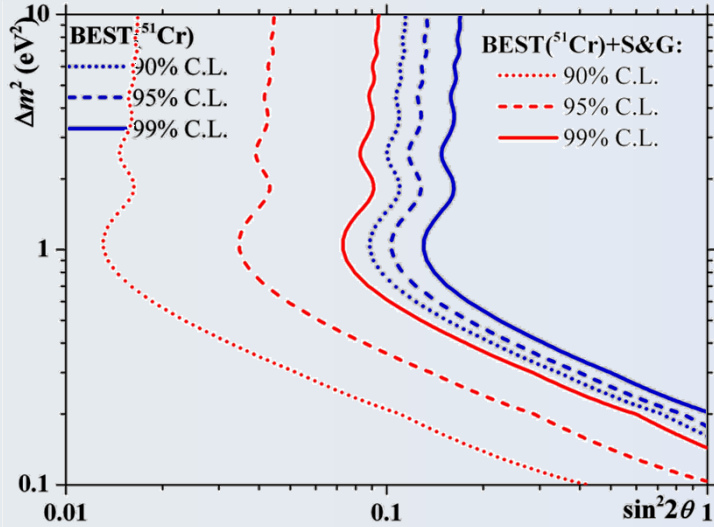 10
BEST(⁵¹Cr)
90% C.L.
95% C.L.
99% C.L.
BEST(⁵¹Cr)+S&G:
90% C.L.
95% C.L.
99% C.L.
Δm² (eV²)
1
0.1
0.01
0.1
sin²2θ
1